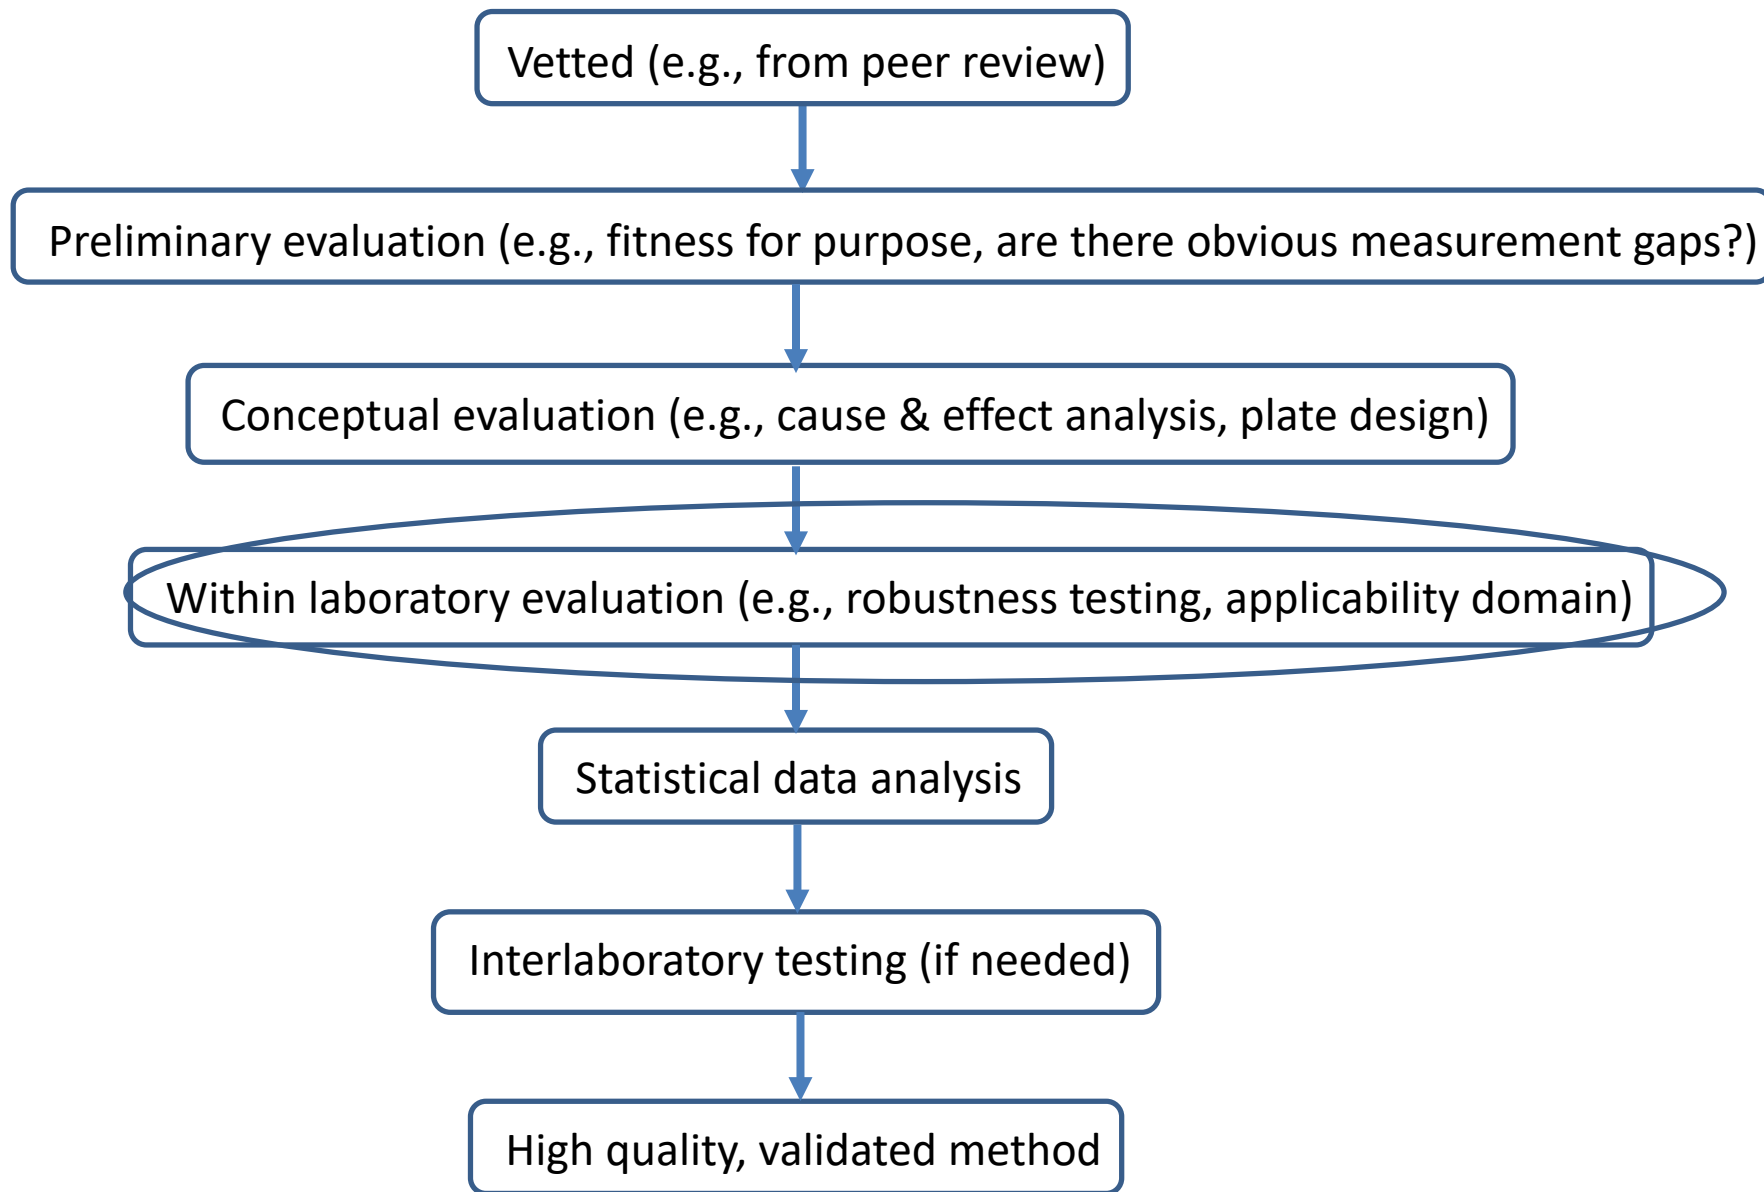 Vetted (e.g., from peer review)
Preliminary evaluation (e.g., fitness for purpose, are there obvious measurement gaps?)
Conceptual evaluation (e.g., cause & effect analysis, plate design)
Within laboratory evaluation (e.g., robustness testing, applicability domain)
Statistical data analysis
Interlaboratory testing (if needed)
High quality, validated method